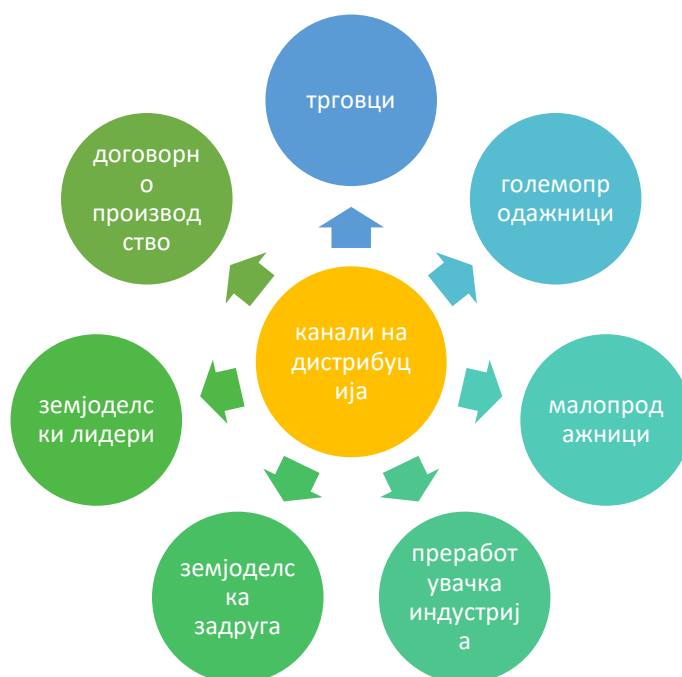 трговци
големопр
одажници
малопрод
ажници
преработ
увачка
индустриј
а
земјоделс
ка
задруга
земјоделс
ки лидери
договорн
о
производ
ство
канали на
дистрибуц
ија